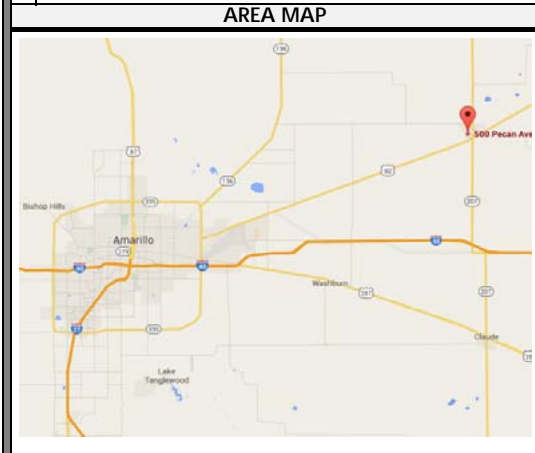 AREA MAP
136
500 Pecan Ave
87
60
136
207
Bishop Hills
335
Amarillo
279
40
40
40
Washburn
287
207
335
27
Claude
Lake
Tanglewood